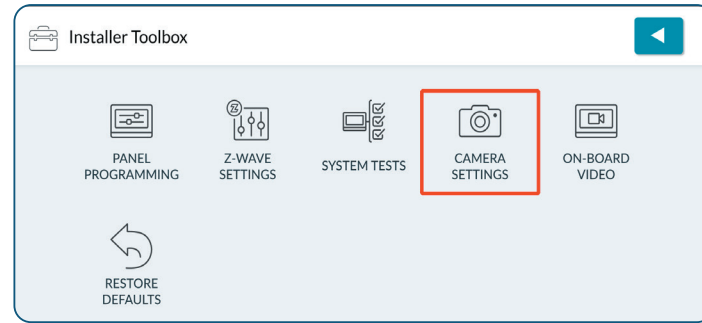 Installer Toolbox
PANEL
PROGRAMMING
Z-WAVE
SETTINGS
SYSTEM TESTS
CAMERA
SETTINGS
ON-BOARD
VIDEO
RESTORE
DEFAULTS